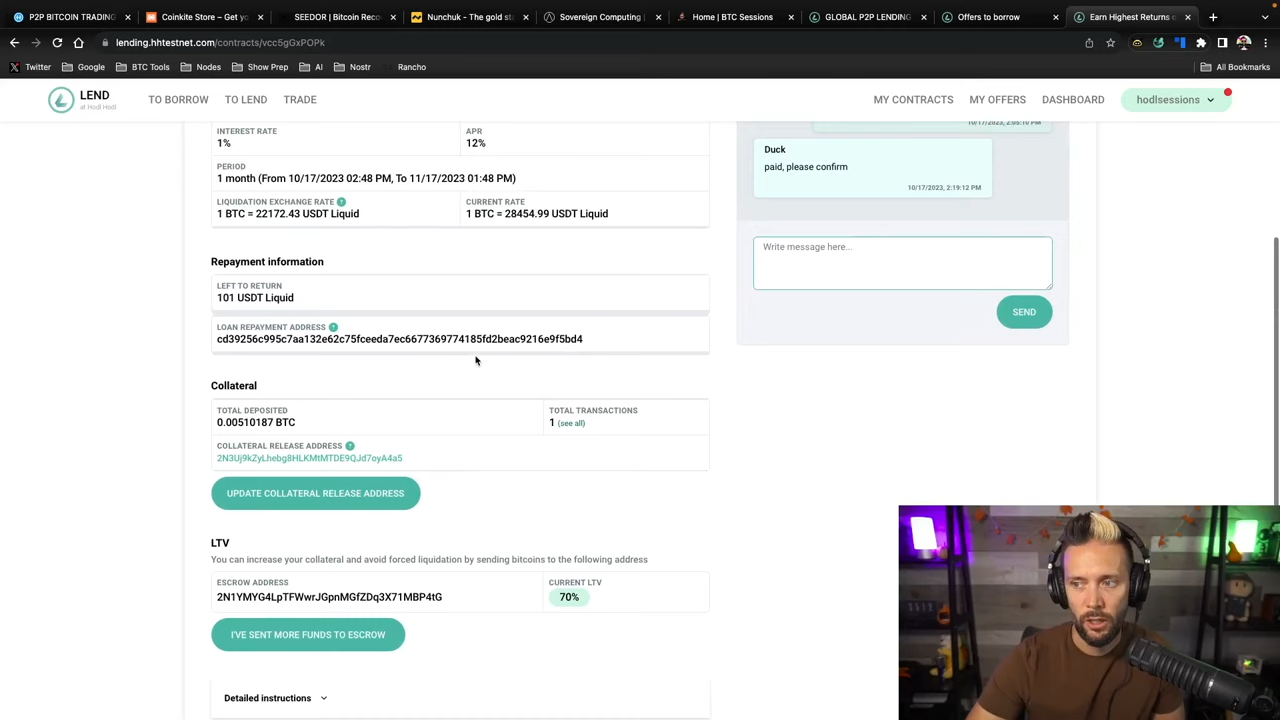 P2P BITCOIN TRADING
Coinkite Store – Get yo
SEEDOR | Bitcoin Reco
Nunchuk - The gold sta
Sovereign Computing |
Home | BTC Sessions
GLOBAL P2P LENDING
Offers to borrow
Earn Highest Returns o
lending.hhtestnet.com/contracts/vcc5gGxPOPk
Twitter
Google
BTC Tools
Nodes
Show Prep
AI
Nostr
Rancho
All Bookmarks
LEND
at Hodl Hodl
TO BORROW
TO LEND
TRADE
MY CONTRACTS
MY OFFERS
DASHBOARD
hodlsessions
INTEREST RATE
1%
APR
12%
PERIOD
1 month (From 10/17/2023 02:48 PM, To 11/17/2023 01:48 PM)
LIQUIDATION EXCHANGE RATE ?
1 BTC = 22172.43 USDT Liquid
CURRENT RATE
1 BTC = 28454.99 USDT Liquid
Repayment information
LEFT TO RETURN
101 USDT Liquid
LOAN REPAYMENT ADDRESS ?
cd39256c995c7aa132e62c75fceeda7ec6677369774185fd2beac9216e9f5bd4
Collateral
TOTAL DEPOSITED
0.00510187 BTC
TOTAL TRANSACTIONS
1 (see all)
COLLATERAL RELEASE ADDRESS ?
2N3Uj9kZyLhebg8HLKMtMTDE9QJd7oyA4a5
UPDATE COLLATERAL RELEASE ADDRESS
LTV
You can increase your collateral and avoid forced liquidation by sending bitcoins to the following address
ESCROW ADDRESS
2N1YMYG4LpTFWwrJGpnMGfZDq3X71MBP4tG
CURRENT LTV
70%
I'VE SENT MORE FUNDS TO ESCROW
Detailed instructions
10/17/2023, 2:05:10 PM
Duck
paid, please confirm
10/17/2023, 2:19:12 PM
Write message here...
SEND